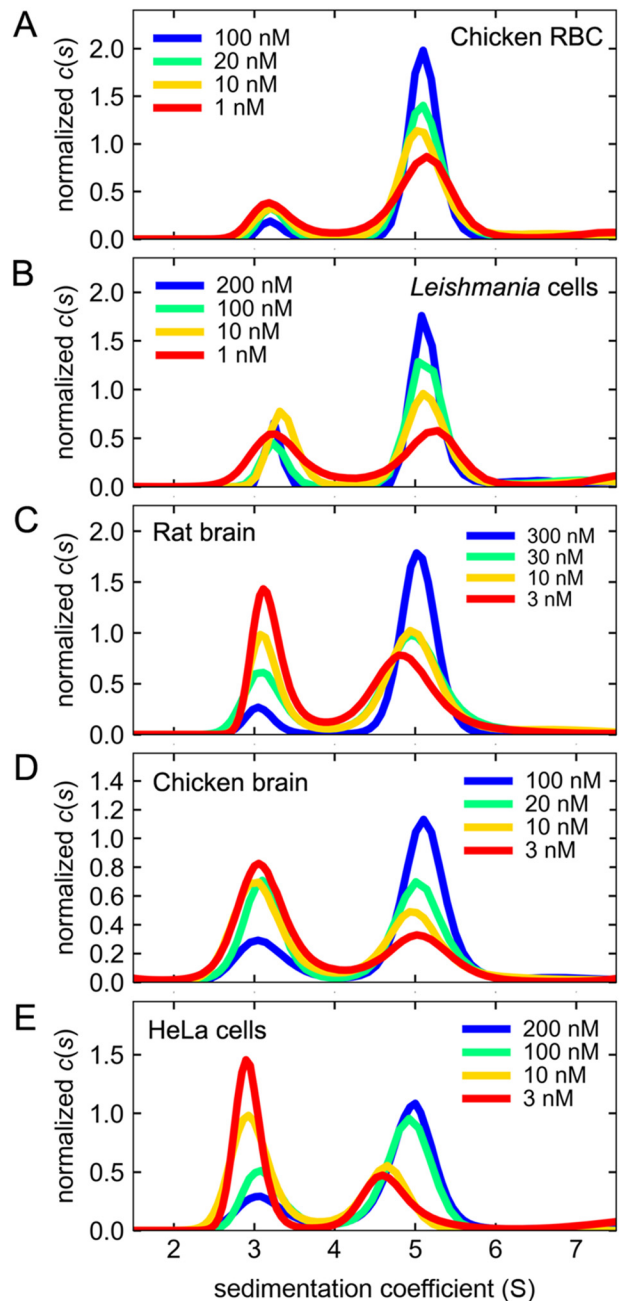 A
normalized c(s)
2.0
1.5
1.0
0.5
0.0
100 nM
20 nM
10 nM
1 nM
Chicken RBC
B
normalized c(s)
2.0
1.5
1.0
0.5
0.0
200 nM
100 nM
10 nM
1 nM
Leishmania cells
C
normalized c(s)
2.0
1.5
1.0
0.5
0.0
Rat brain
300 nM
30 nM
10 nM
3 nM
D
normalized c(s)
1.4
1.2
1.0
0.8
0.6
0.4
0.2
0.0
Chicken brain
100 nM
20 nM
10 nM
3 nM
E
normalized c(s)
1.5
1.0
0.5
0.0
HeLa cells
200 nM
100 nM
10 nM
3 nM
2 3 4 5 6 7
sedimentation coefficient (S)